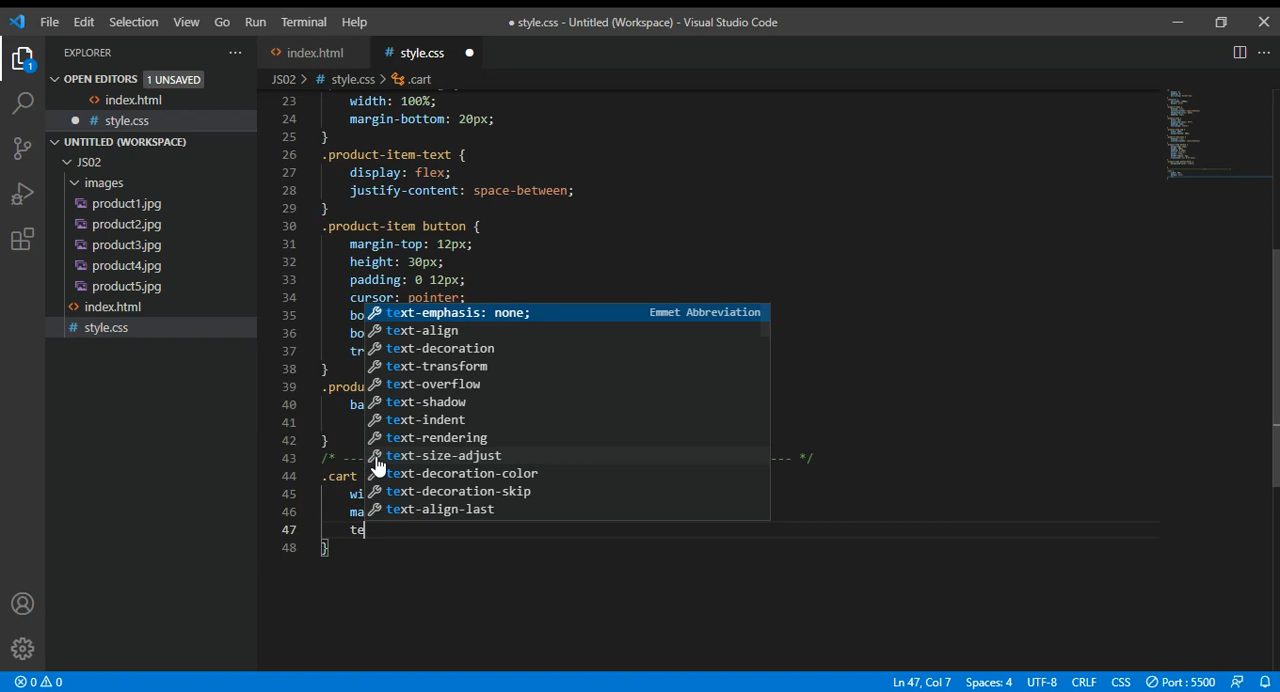 File Edit Selection View Go Run Terminal Help
● style.css - Untitled (Workspace) - Visual Studio Code
EXPLORER
<> index.html
# style.css
OPEN EDITORS 1 UNSAVED
<> index.html
# style.css
UNTITLED (WORKSPACE)
JS02
images
product1.jpg
product2.jpg
product3.jpg
product4.jpg
product5.jpg
<> index.html
# style.css
1
JS02 > # style.css > .cart
23 width: 100%;
24 margin-bottom: 20px;
25 }
26 .product-item-text {
27 display: flex;
28 justify-content: space-between;
29 }
30 .product-item button {
31 margin-top: 12px;
32 height: 30px;
33 padding: 0 12px;
34 cursor: pointer;
35 bo
36 bo
37 tr
38 }
39 .produ
40 ba
41
42 }
43 /* --- --- */
44 .cart
45 wi
46 ma
47 te
48 }
text-emphasis: none; Emmet Abbreviation
text-align
text-decoration
text-transform
text-overflow
text-shadow
text-indent
text-rendering
text-size-adjust
text-decoration-color
text-decoration-skip
text-align-last
0 0 Ln 47, Col 7 Spaces: 4 UTF-8 CRLF CSS Port : 5500